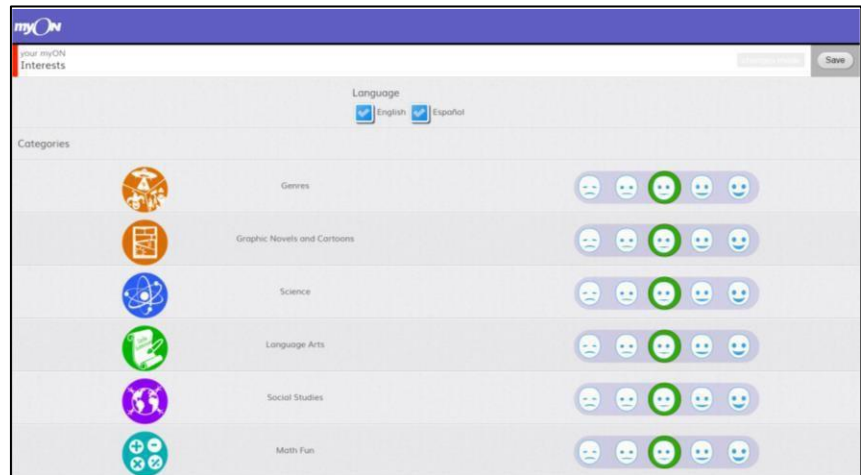 myON
your myON
Interests
Save
Language
English Español
Categories
Genres
Graphic Novels and Cartoons
Science
Language Arts
Social Studies
Math Fun